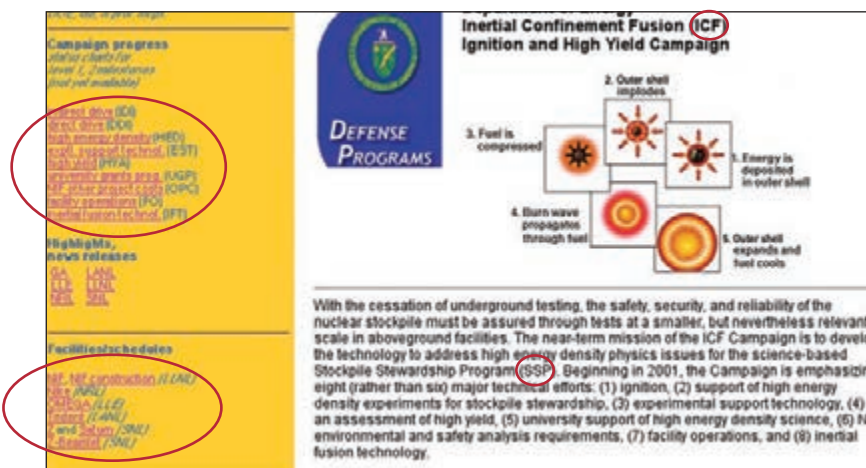 Campaign progress
status charts for
level 1, 2 milestones
(not yet available)
indirect drive (IDI)
direct drive (DDI)
high energy density (HED)
exptl. support technol. (EST)
high yield (HYA)
university grants prog. (UGP)
NIF other project costs (OPC)
facility operations (FO)
inertial fusion technol. (IFT)
Highlights,
news releases
GA LANL
LLE LLNL
NRL SNL
Facilities/schedules
NIF, NIF construction (LLNL)
Nike (NRL)
OMEGA (LLE)
(LANL)
Z and Saturn (SNL)
Z-Beamlet (SNL)
DEFENSE
PROGRAMS
Department of Energy
Inertial Confinement Fusion (ICF)
Ignition and High Yield Campaign
2. Outer shell
implodes
3. Fuel is
compressed
1. Energy is
deposited
in outer shell
4. Burn wave
propagates
through fuel
5. Outer shell
expands and
fuel cools
With the cessation of underground testing, the safety, security, and reliability of the
nuclear stockpile must be assured through tests at a smaller, but nevertheless relevant
scale in aboveground facilities. The near-term mission of the ICF Campaign is to develo
the technology to address high energy density physics issues for the science-based
Stockpile Stewardship Program (SSP). Beginning in 2001, the Campaign is emphasizin
eight (rather than six) major technical efforts: (1) ignition, (2) support of high energy
density experiments for stockpile stewardship, (3) experimental support technology, (4)
an assessment of high yield, (5) university support of high energy density science, (6)
environmental and safety analysis requirements, (7) facility operations, and (8) inertial
fusion technology.